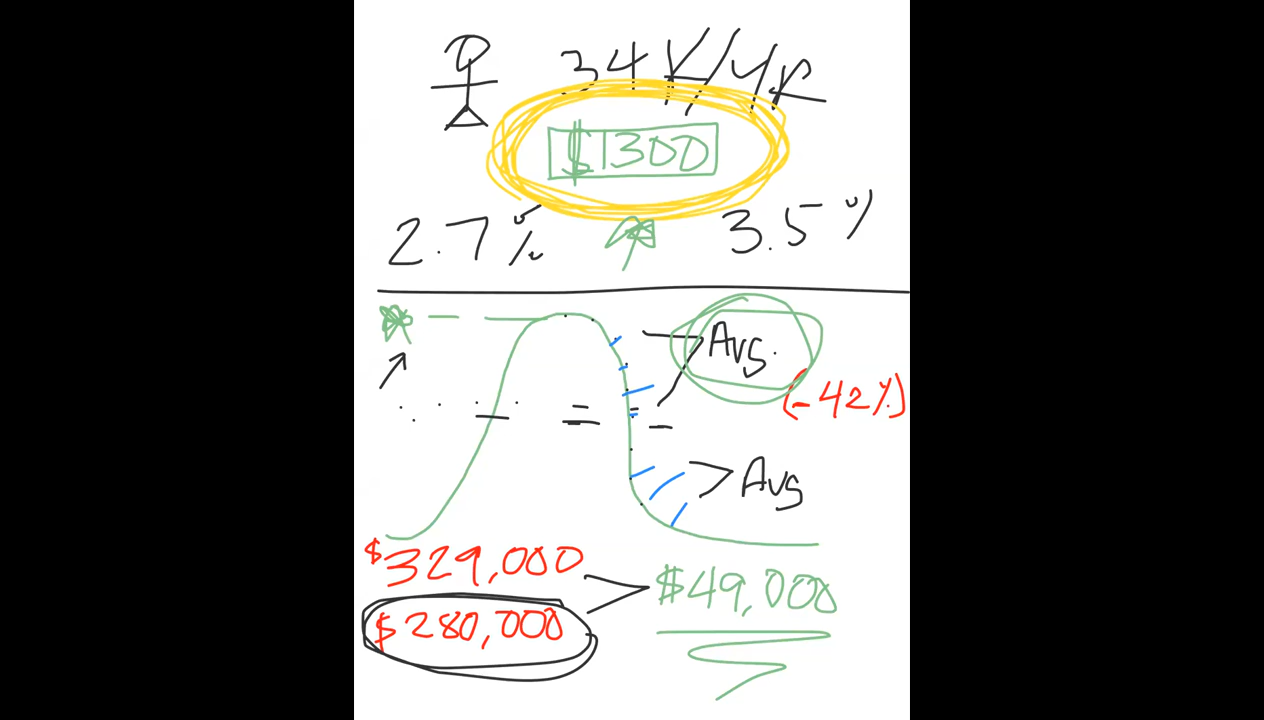 34K/yr
$1300
2.7% 3.5%
Avg.
(-42%)
Avg
$329,000
$49,000
$280,000